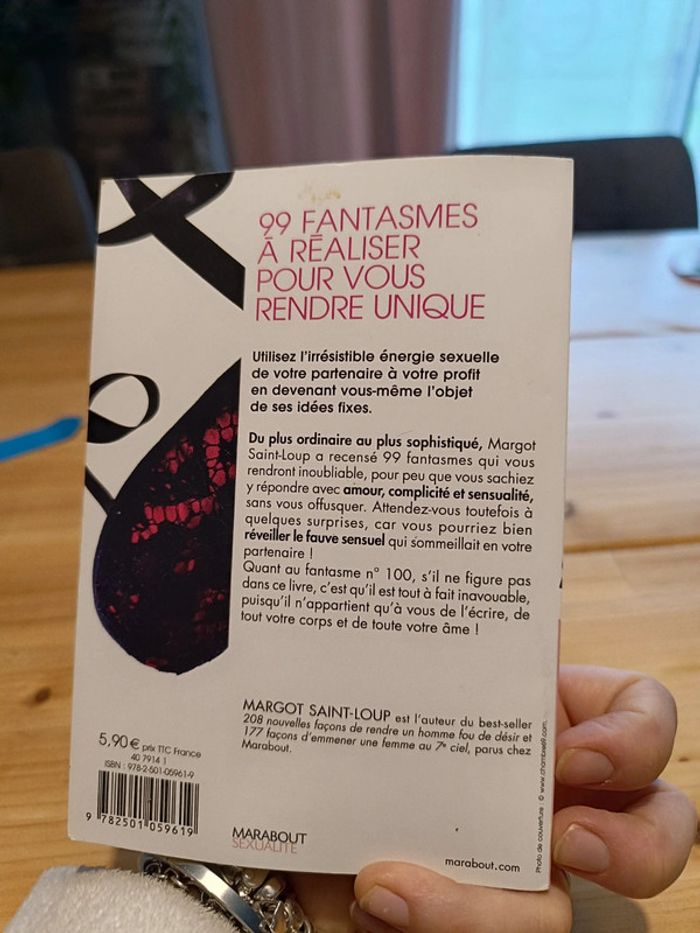 99 FANTASMES
À RÉALISER
POUR VOUS
RENDRE UNIQUE
Utilisez l'irrésistible énergie sexuelle
de votre partenaire à votre profit
en devenant vous-même l'objet
de ses idées fixes.
Du plus ordinaire au plus sophistiqué, Margot
Saint-Loup a recensé 99 fantasmes qui vous
rendront inoubliable, pour peu que vous sachiez
y répondre avec amour, complicité et sensualité,
sans vous offusquer. Attendez-vous toutefois à
quelques surprises, car vous pourriez bien
réveiller le fauve sensuel qui sommeillait en votre
partenaire !
Quant au fantasme n° 100, s'il ne figure pas
dans ce livre, c'est qu'il est tout à fait inavouable,
puisqu'il n'appartient qu'à vous de l'écrire, de
tout votre corps et de toute votre âme !
MARGOT SAINT-LOUP est l'auteur du best-seller
208 nouvelles façons de rendre un homme fou de désir et
177 façons d'emmener une femme au 7e ciel, parus chez
Marabout.
5,90 € prix TTC France
40 7914 1
ISBN : 978-2-501-05961-9
9 782501 059619
MARABOUT
SEXUALITÉ
marabout.com
Photo de couverture : © www.chambre69.com.